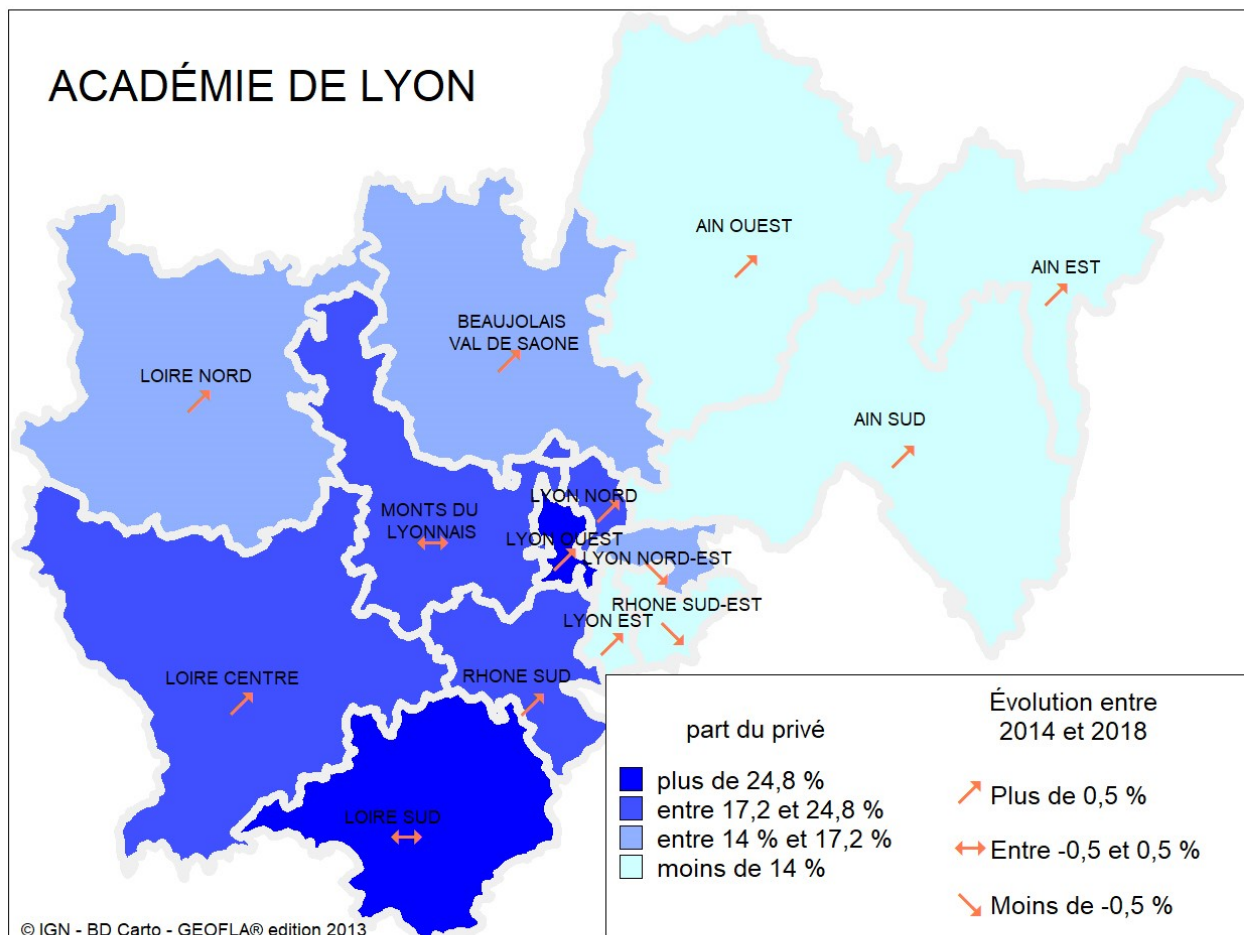 ACADÉMIE DE LYON
AIN OUEST
AIN EST
BEAUJOLAIS
VAL DE SAONE
LOIRE NORD
AIN SUD
LYON NORD
MONTS DU
LYONNAIS
LYON OUEST
LYON NORD-EST
RHONE SUD-EST
LYON EST
LOIRE CENTRE
RHONE SUD
LOIRE SUD
part du privé
plus de 24,8 %
entre 17,2 et 24,8 %
entre 14 % et 17,2 %
moins de 14 %
Évolution entre
2014 et 2018
Plus de 0,5 %
Entre -0,5 et 0,5 %
Moins de -0,5 %
© IGN - BD Carto - GEOFLA® edition 2013